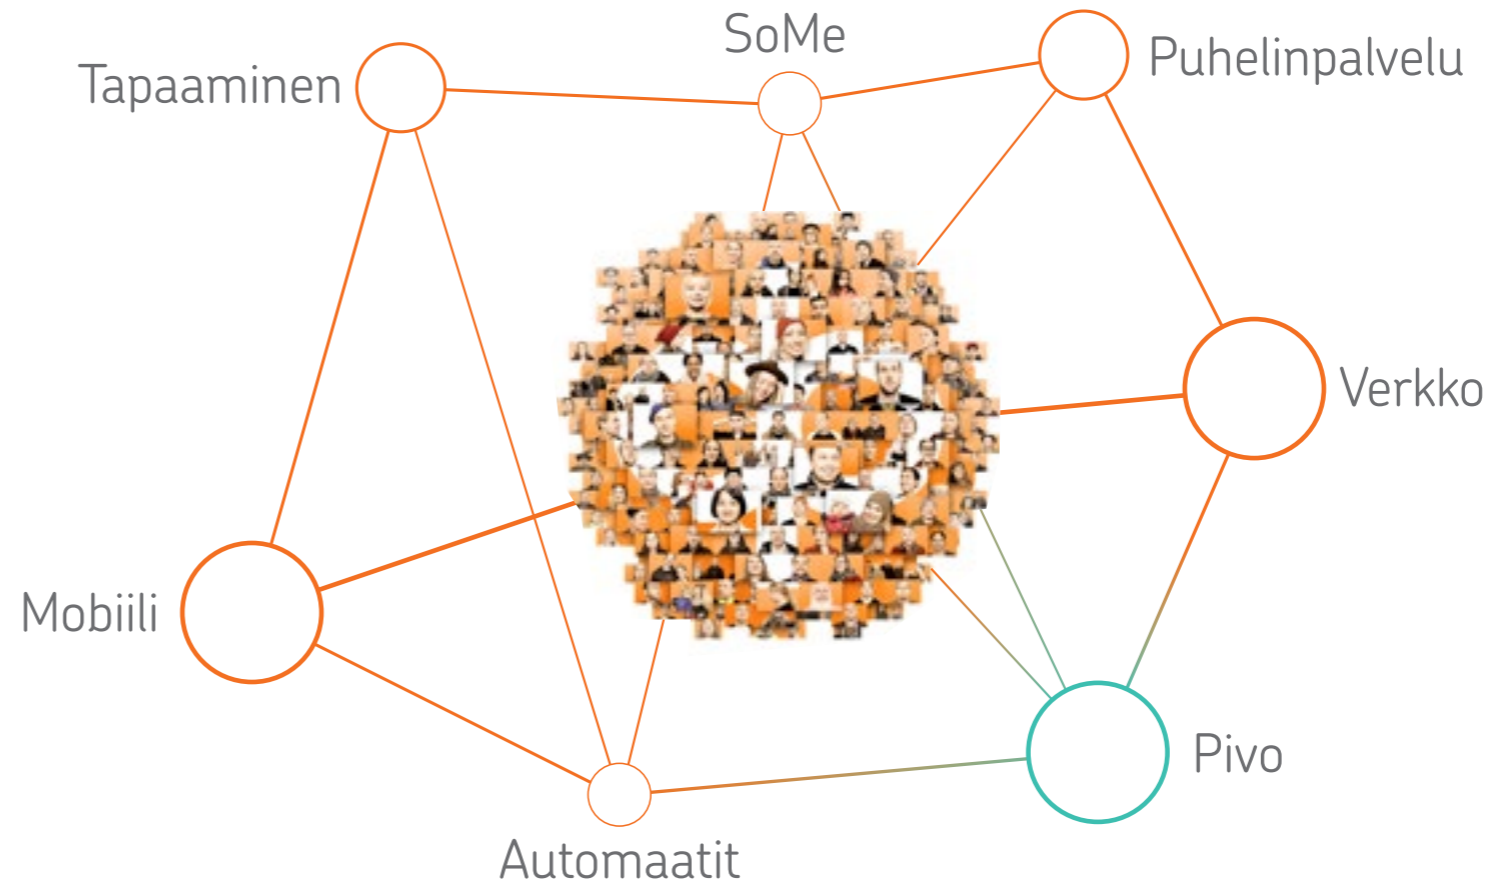 SoMe
Puhelinpalvelu
Tapaaminen
Verkko
Mobiili
Pivo
Automaatit